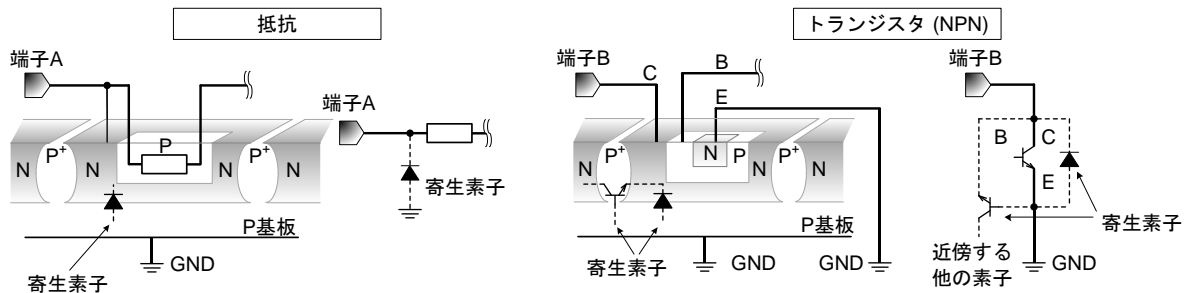 抵抗
トランジスタ (NPN)
端子A
P
N
P+
N
P+
N
P基板
寄生素子
GND
端子A
寄生素子
端子B
C
B
E
N
P+
N
N
P
P+
N
P基板
寄生素子
GND
GND
端子B
B
C
E
寄生素子
近傍する
他の素子
GND